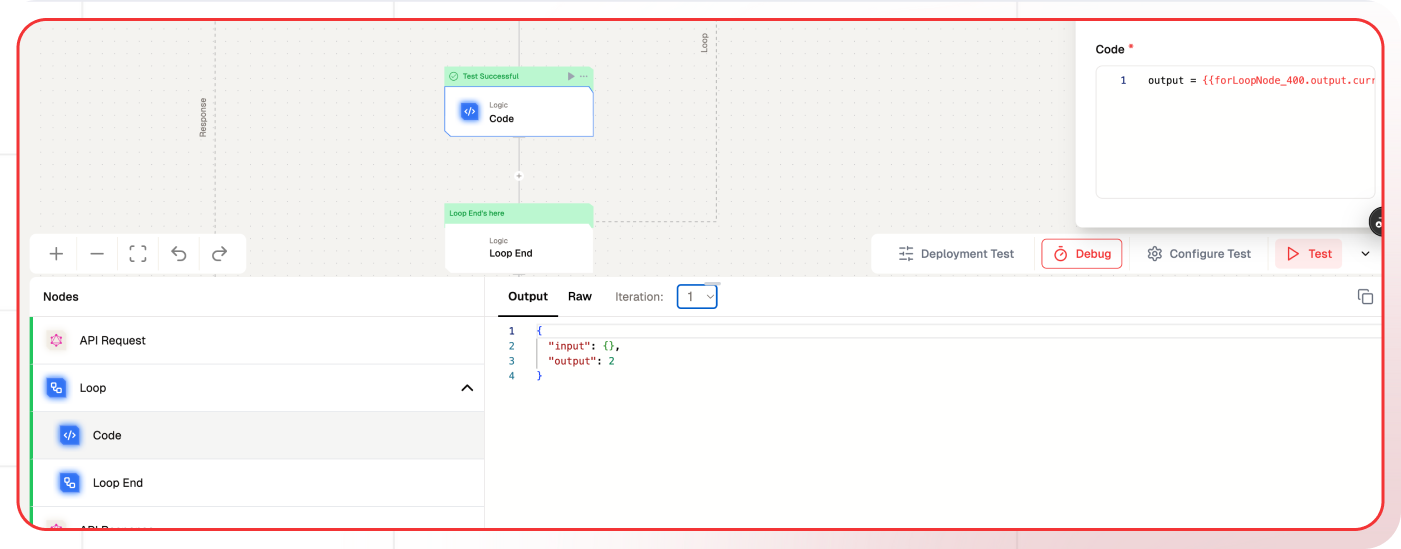 Response
Loop
Test Successful
Logic
Code
Loop End's here
Logic
Loop End
Code *
1 output = {{forLoopNode_400.output.curr
Deployment Test
Debug
Configure Test
Test
Nodes
API Request
Loop
Code
Loop End
Output Raw Iteration: 1
1 {
2 "input": {},
3 "output": 2
4 }